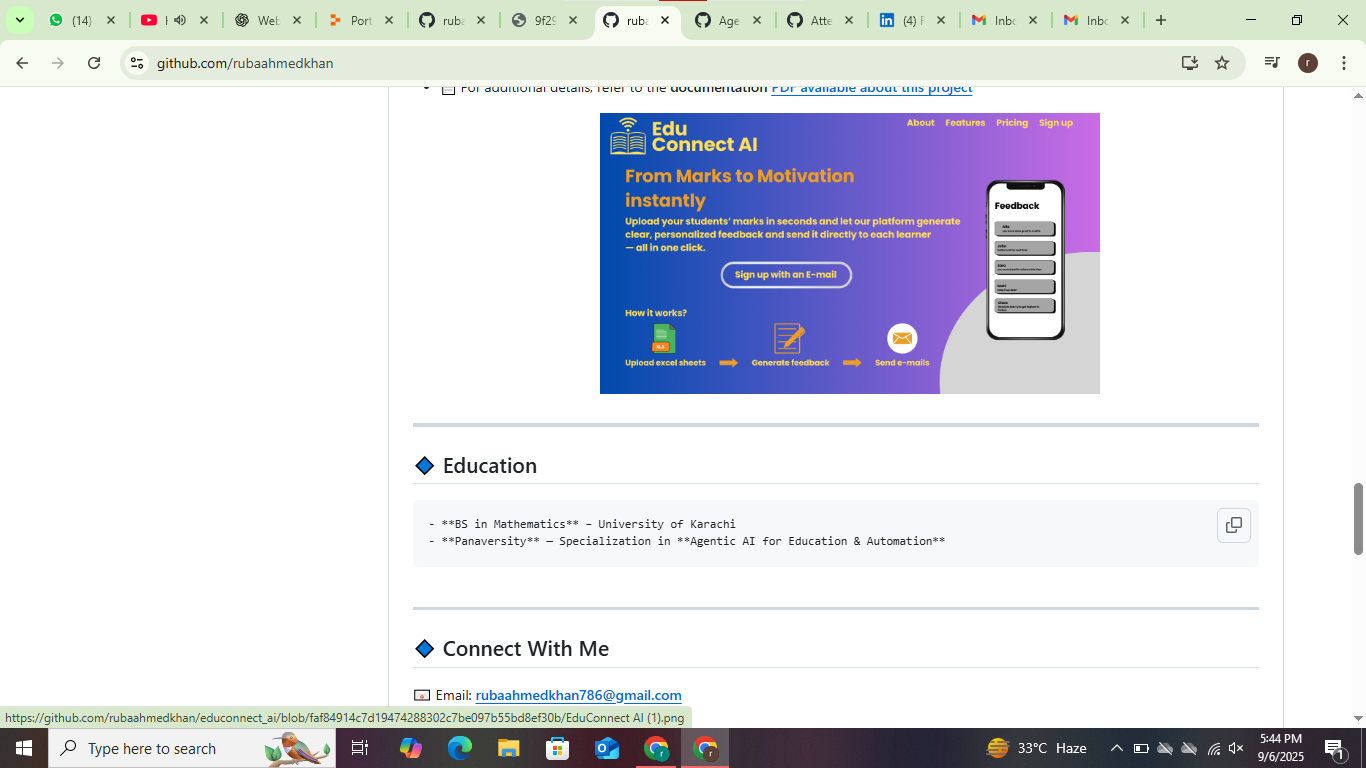 (14)
Web
Port
ruba
9f29
ruba
Age
Atte
(4) F
Inbo
Inbo
github.com/rubaahmedkhan
r
For additional details, refer to the documentation PDF available about this project
Edu
Connect AI
About Features Pricing Sign up
From Marks to Motivation
instantly
Upload your students' marks in seconds and let our platform generate
clear, personalized feedback and send it directly to each learner
— all in one click.
Sign up with an E-mail
Feedback
How it works?
Upload excel sheets
Generate feedback
Send e-mails
Education
- **BS in Mathematics** – University of Karachi
- **Panaversity** — Specialization in **Agentic AI for Education & Automation**
Connect With Me
Email: rubaahmedkhan786@gmail.com
https://github.com/rubaahmedkhan/educonnect_ai/blob/faf84914c7d19474288302c7be097b55bd8ef30b/EduConnect AI (1).png
Type here to search
33°C Haze
5:44 PM
9/6/2025
1